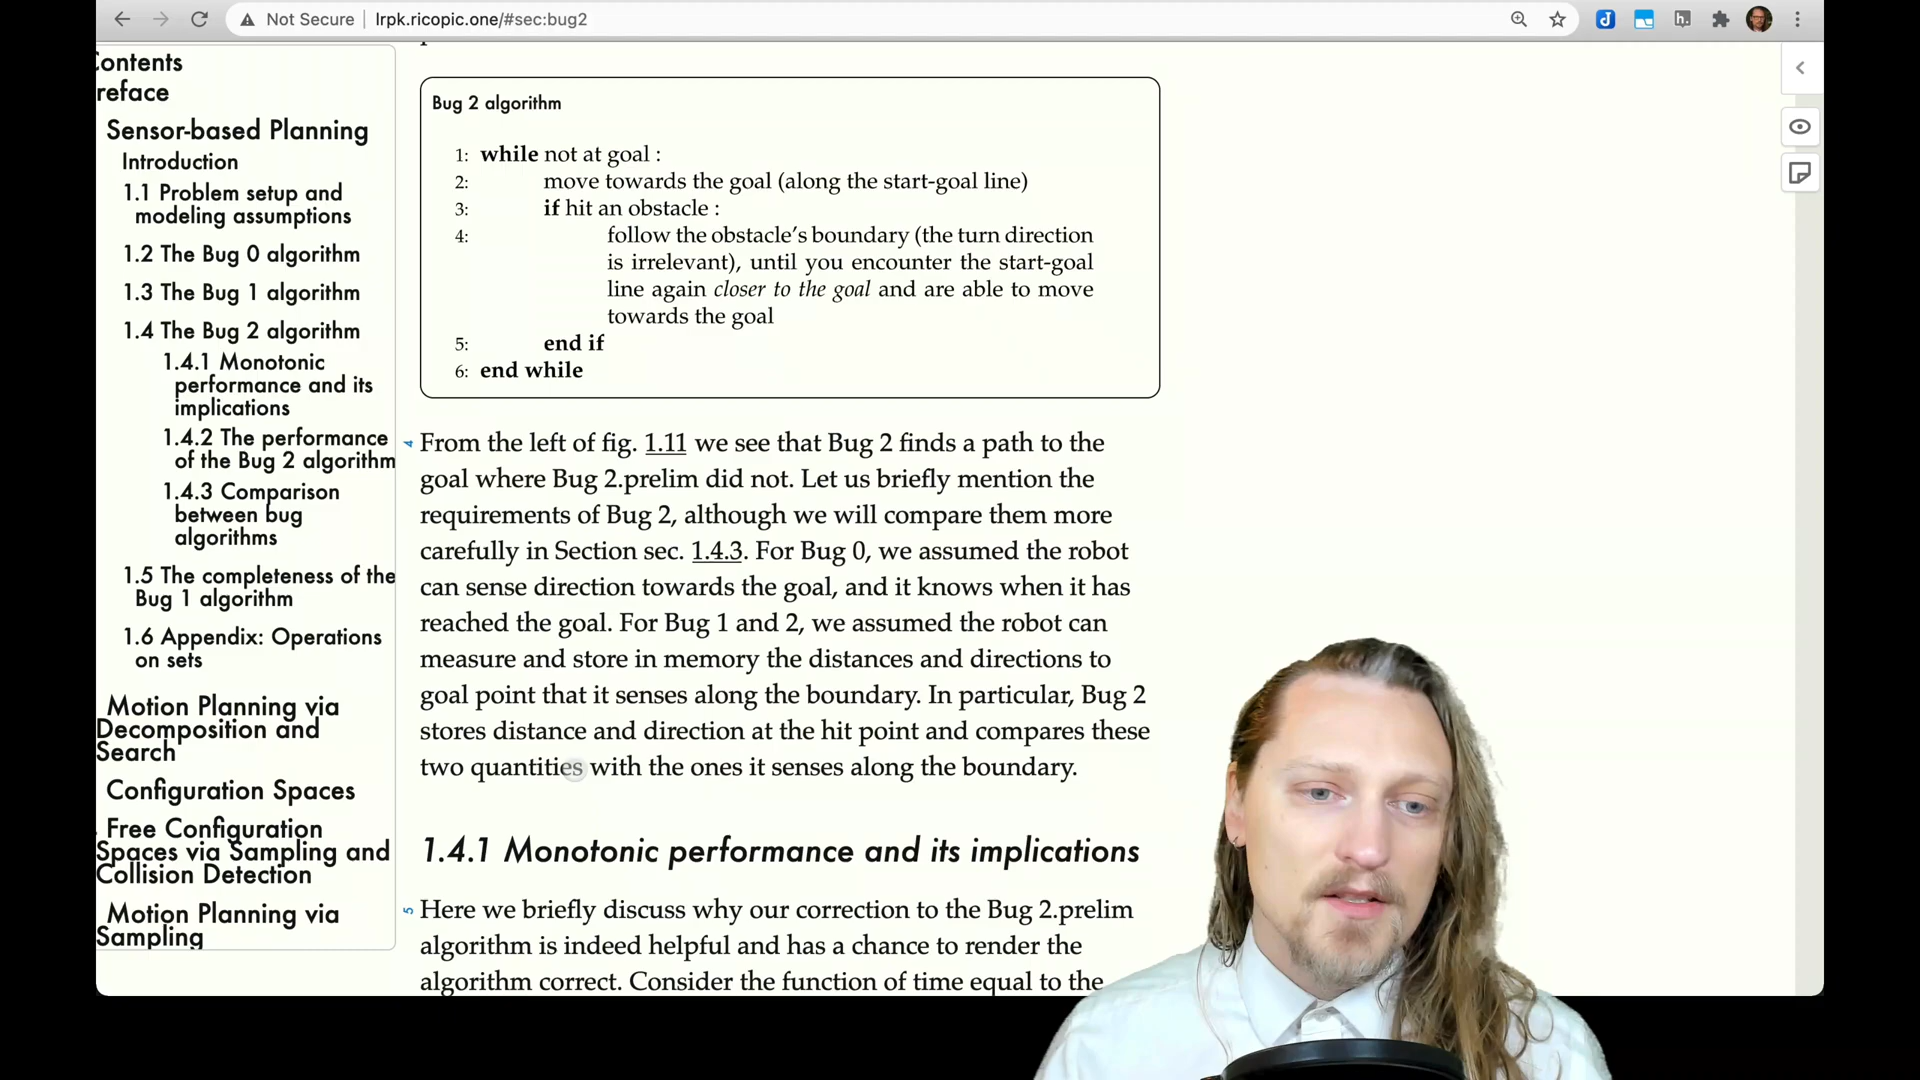 Not Secure
lrpk.ricopic.one/#sec:bug2
Contents
reface
Sensor-based Planning
Introduction
1.1 Problem setup and
modeling assumptions
1.2 The Bug 0 algorithm
1.3 The Bug 1 algorithm
1.4 The Bug 2 algorithm
1.4.1 Monotonic
performance and its
implications
1.4.2 The performance
of the Bug 2 algorithm
1.4.3 Comparison
between bug
algorithms
1.5 The completeness of the
Bug 1 algorithm
1.6 Appendix: Operations
on sets
Motion Planning via
Decomposition and
Search
Configuration Spaces
Free Configuration
Spaces via Sampling and
Collision Detection
Motion Planning via
Sampling
Bug 2 algorithm
1: while not at goal :
2: move towards the goal (along the start-goal line)
3: if hit an obstacle :
4: follow the obstacle's boundary (the turn direction
is irrelevant), until you encounter the start-goal
line again closer to the goal and are able to move
towards the goal
5: end if
6: end while
4 From the left of fig. 1.11 we see that Bug 2 finds a path to the
goal where Bug 2.prelim did not. Let us briefly mention the
requirements of Bug 2, although we will compare them more
carefully in Section sec. 1.4.3. For Bug 0, we assumed the robot
can sense direction towards the goal, and it knows when it has
reached the goal. For Bug 1 and 2, we assumed the robot can
measure and store in memory the distances and directions to
goal point that it senses along the boundary. In particular, Bug 2
stores distance and direction at the hit point and compares these
two quantities with the ones it senses along the boundary.
1.4.1 Monotonic performance and its implications
5 Here we briefly discuss why our correction to the Bug 2.prelim
algorithm is indeed helpful and has a chance to render the
algorithm correct. Consider the function of time equal to the